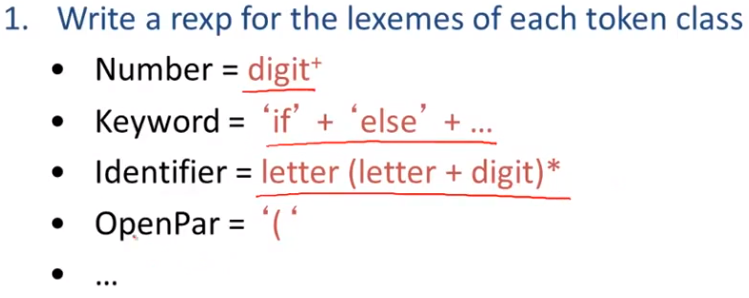 1. Write a rexp for the lexemes of each token class
• Number = digit⁺
• Keyword = ‘if’ + ‘else’ + ...
• Identifier = letter (letter + digit)*
• OpenPar = ‘(‘
• ...